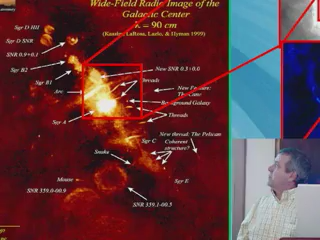 Wide-Field Radio Image of the
Galactic Center
λ = 90 cm
(Kassim, LaRosa, Lazio, & Hyman 1999)
Sgr D HII
Sgr D SNR
SNR 0.9+0.1
Sgr B2
Sgr B1
New SNR 0.3+0.0
Threads
New Feature:
The Cane
Arc
Background Galaxy
Threads
Sgr A
New thread: The Pelican
Sgr C
Coherent
structure?
Snake
Mouse
Sgr E
SNR 359.0-00.9
SNR 359.1-00.5